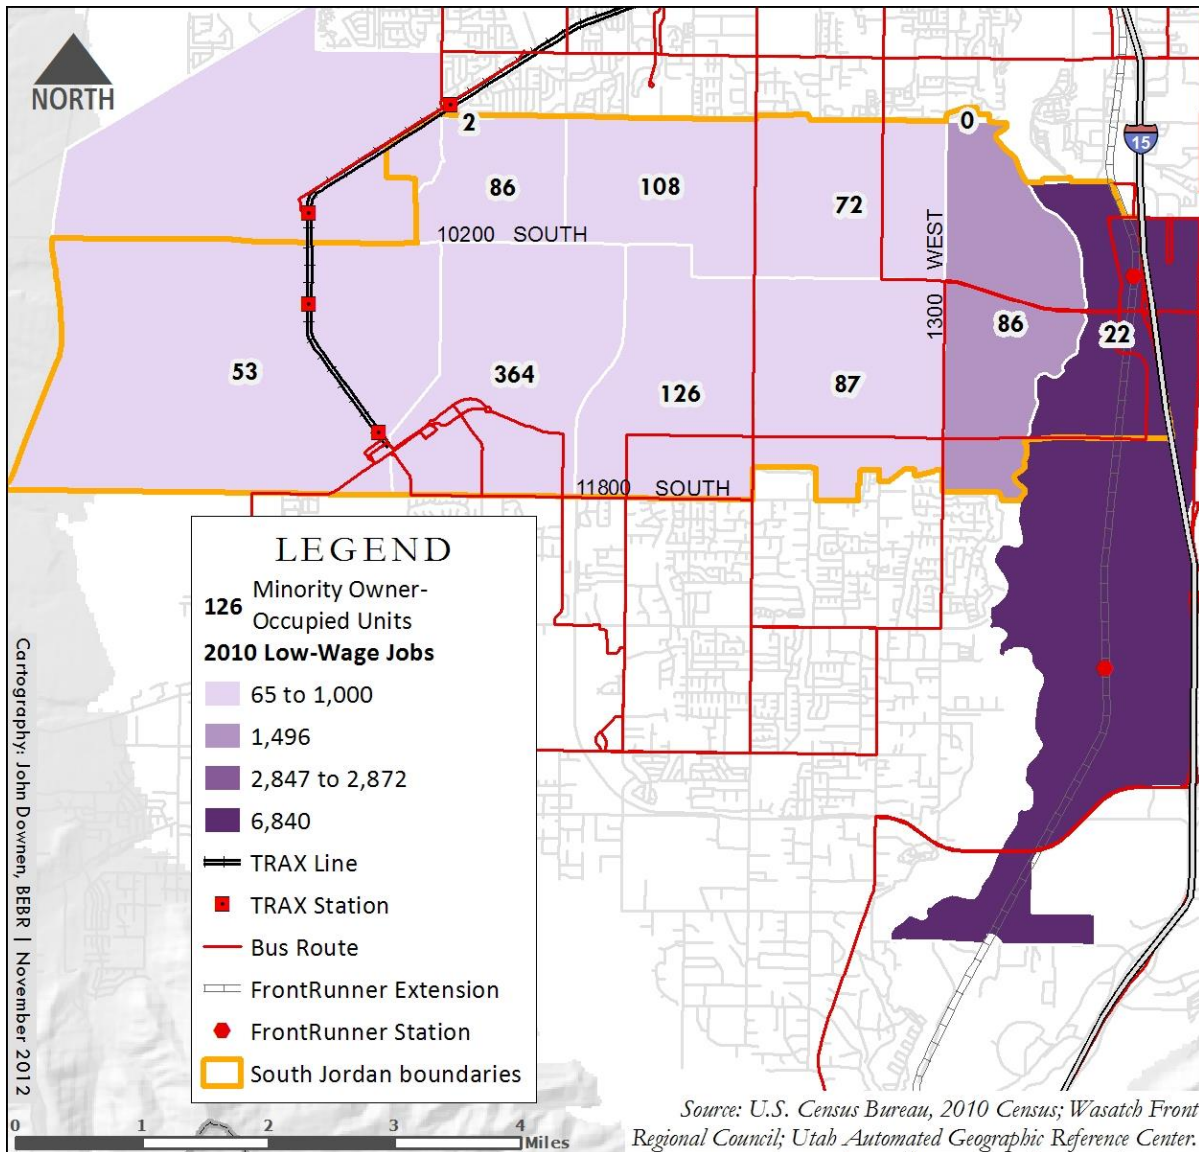 NORTH
2
0
15
86
108
72
10200 SOUTH
1300 WEST
53
364
126
87
86
22
11800 SOUTH
LEGEND
126 Minority Owner-
Occupied Units
2010 Low-Wage Jobs
65 to 1,000
1,496
2,847 to 2,872
6,840
TRAX Line
TRAX Station
Bus Route
FrontRunner Extension
FrontRunner Station
South Jordan boundaries
Cartography: John Downen, BEBR | November 2012
0 1 2 3 4
Miles
Source: U.S. Census Bureau, 2010 Census; Wasatch Front
Regional Council; Utah Automated Geographic Reference Center.